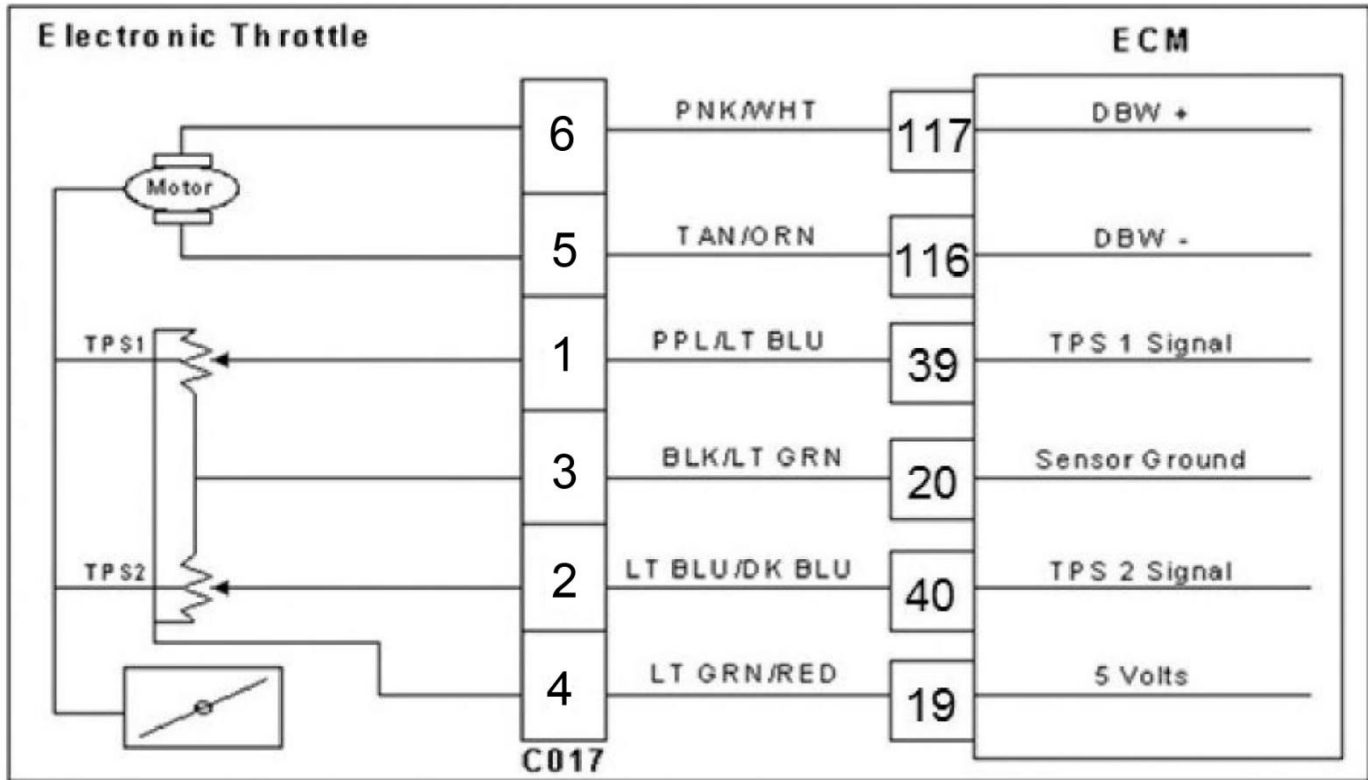 Electronic Throttle
ECM
6 PNK/WHT 117 DBW +
Motor
5 TAN/ORN 116 DBW -
TPS1 1 PPL/LT BLU 39 TPS 1 Signal
3 BLK/LT GRN 20 Sensor Ground
TPS2 2 LT BLU/DK BLU 40 TPS 2 Signal
4 LT GRN/RED 19 5 Volts
C017